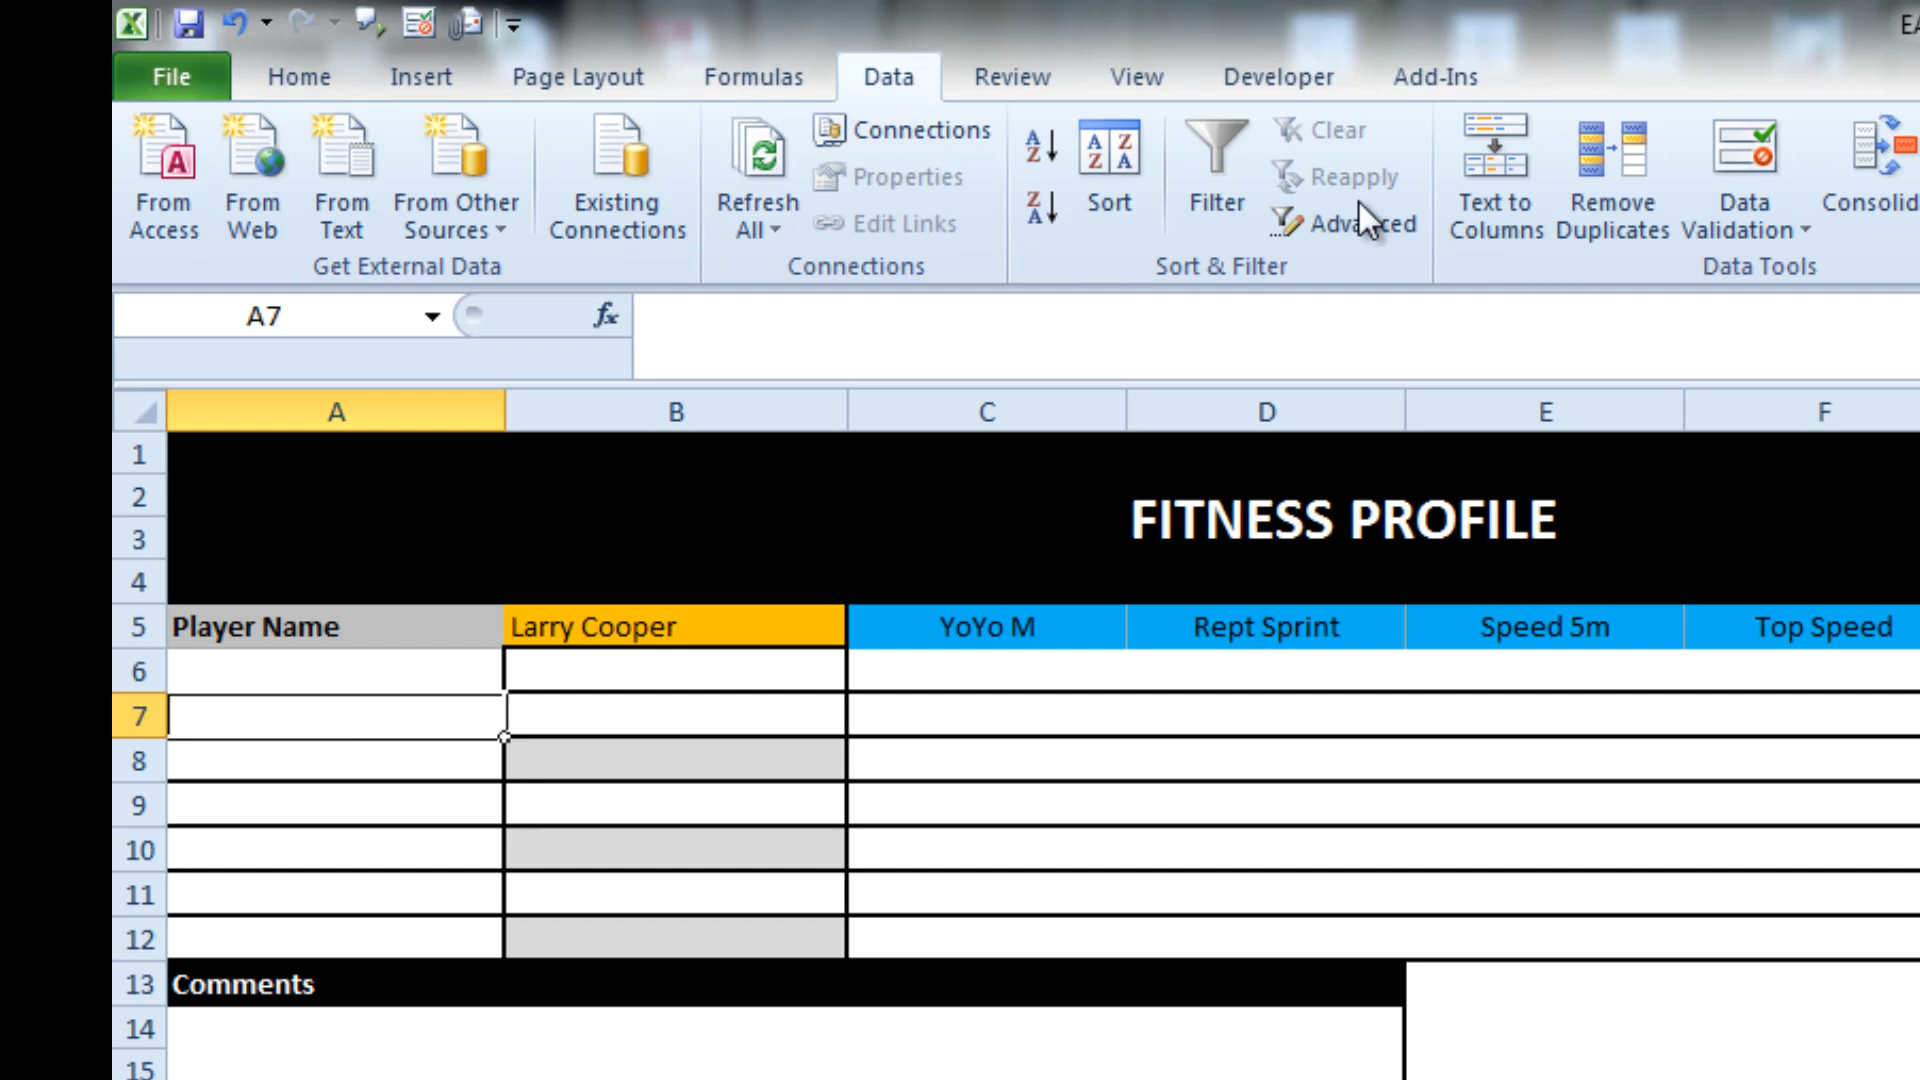 EA
File Home Insert Page Layout Formulas Data Review View Developer Add-Ins
From Access
From Web
From Text
From Other Sources
Existing Connections
Get External Data
Refresh All
Connections
Properties
Edit Links
Connections
Sort
Filter
Clear
Reapply
Advanced
Sort & Filter
Text to Columns
Remove Duplicates
Data Validation
Consolid
Data Tools
A7 fx
A B C D E F
1
2
FITNESS PROFILE
3
4
5 Player Name Larry Cooper YoYo M Rept Sprint Speed 5m Top Speed
6
7
8
9
10
11
12
13 Comments
14
15